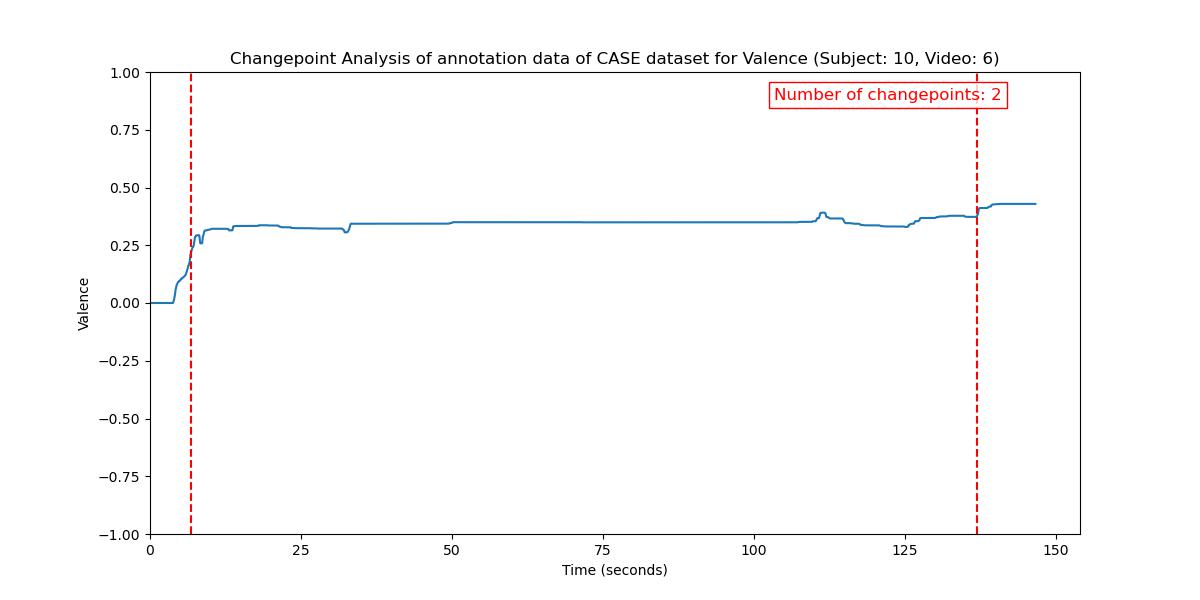 Changepoint Analysis of annotation data of CASE dataset for Valence (Subject: 10, Video: 6)
Number of changepoints: 2
1.00
0.75
0.50
0.25
0.00
−0.25
−0.50
−0.75
−1.00
Valence
0 25 50 75 100 125 150
Time (seconds)